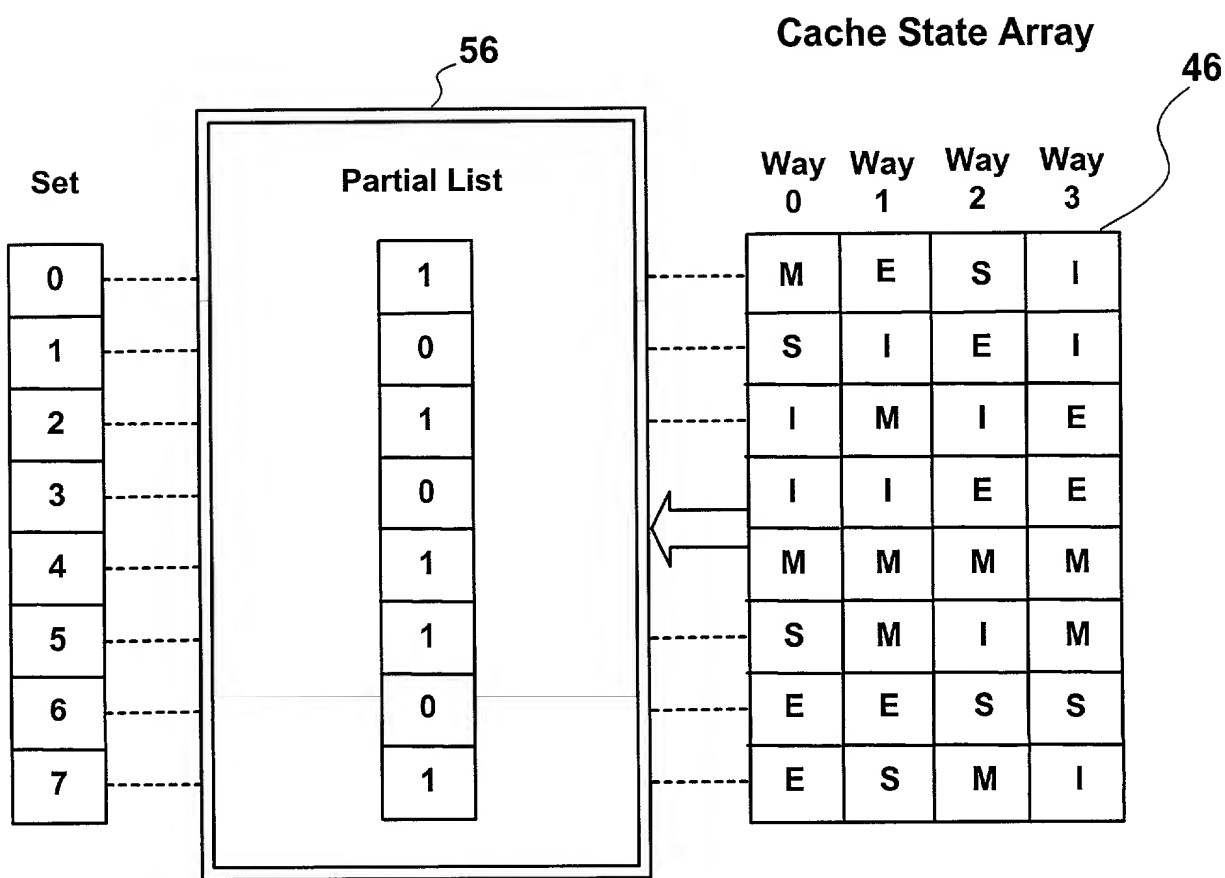 Cache State Array
56
46
Set
Partial List
Way 0
Way 1
Way 2
Way 3
0 1 M E S I
1 0 S I E I
2 1 I M I E
3 0 I I E E
4 1 M M M M
5 1 S M I M
6 0 E E S S
7 1 E S M I